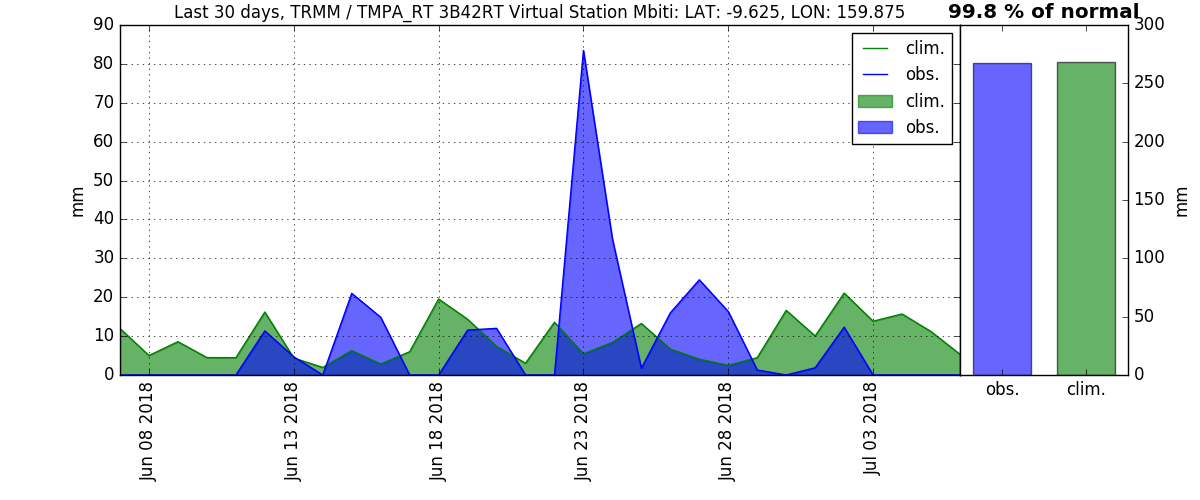 Last 30 days, TRMM / TMPA_RT 3B42RT Virtual Station Mbiti: LAT: -9.625, LON: 159.875
99.8 % of normal
90
80
70
60
50
40
30
20
10
0
mm
clim.
obs.
clim.
obs.
Jun 08 2018
Jun 13 2018
Jun 18 2018
Jun 23 2018
Jun 28 2018
Jul 03 2018
300
250
200
150
100
50
0
mm
obs.
clim.